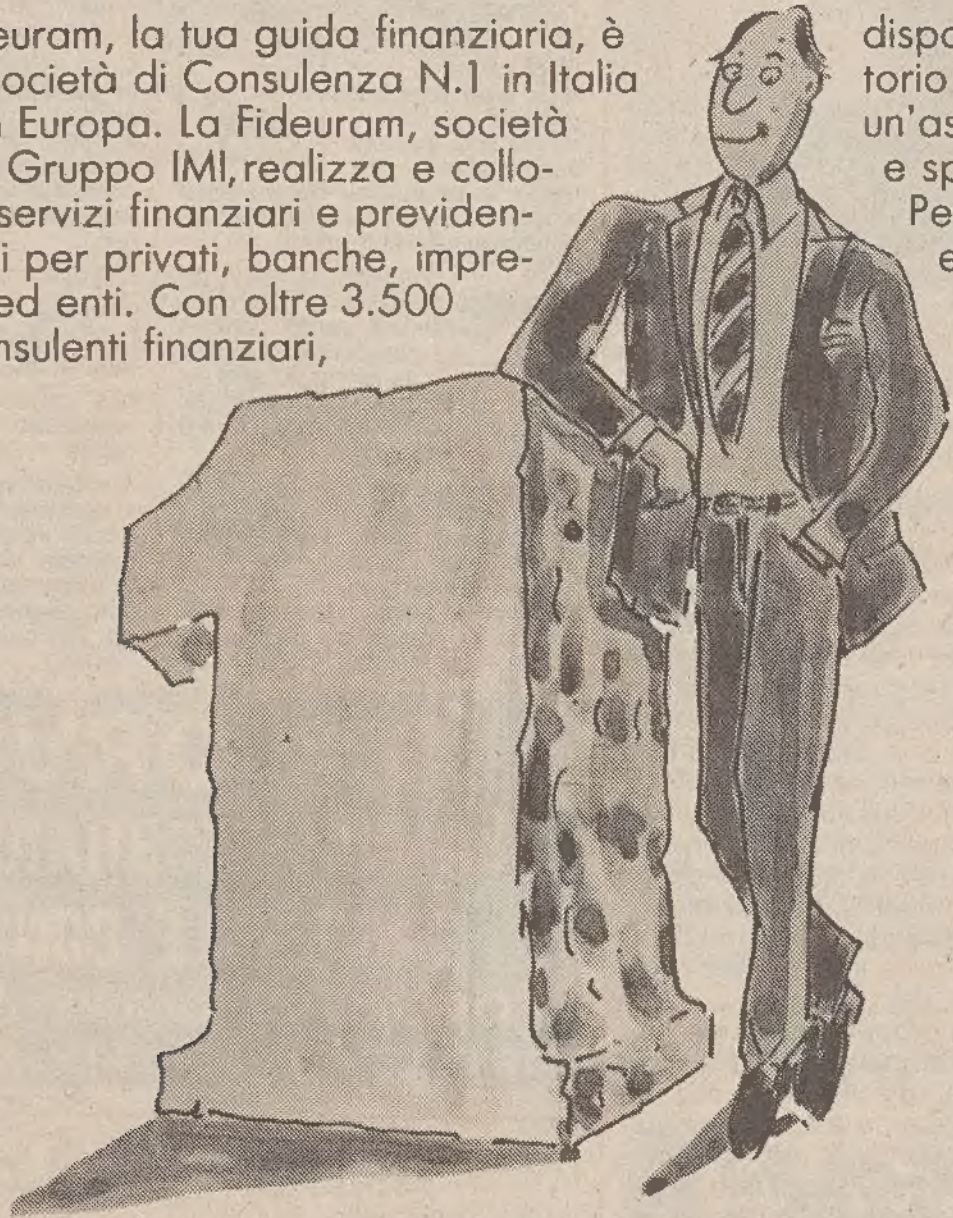 euram, la tua guida finanziaria, è
ocietà di Consulenza N.1 in Italia
n Europa. La Fideuram, società
Gruppo IMI, realizza e collo-
servizi finanziari e previden-
i per privati, banche, impre-
ed enti. Con oltre 3.500
nsulenti finanziari,
dispo
torio
un'as
e sp
Pe
e